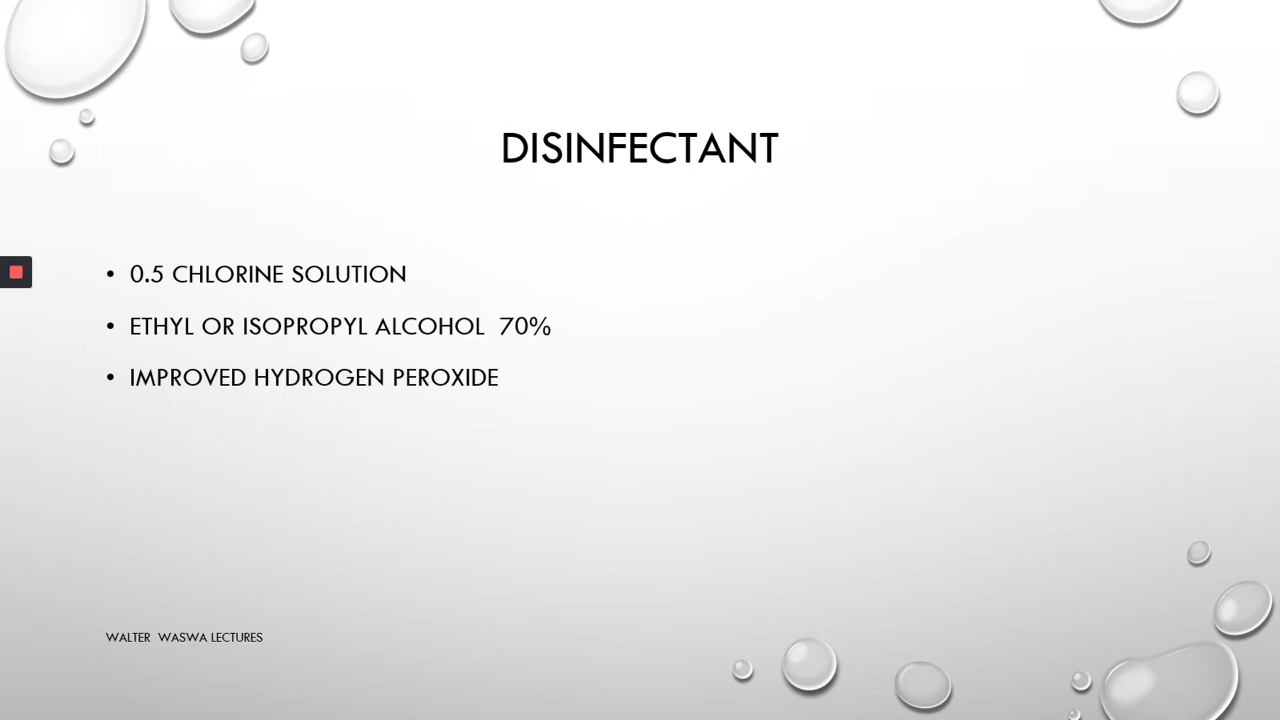 DISINFECTANT
• 0.5 CHLORINE SOLUTION
• ETHYL OR ISOPROPYL ALCOHOL 70%
• IMPROVED HYDROGEN PEROXIDE
WALTER WASWA LECTURES